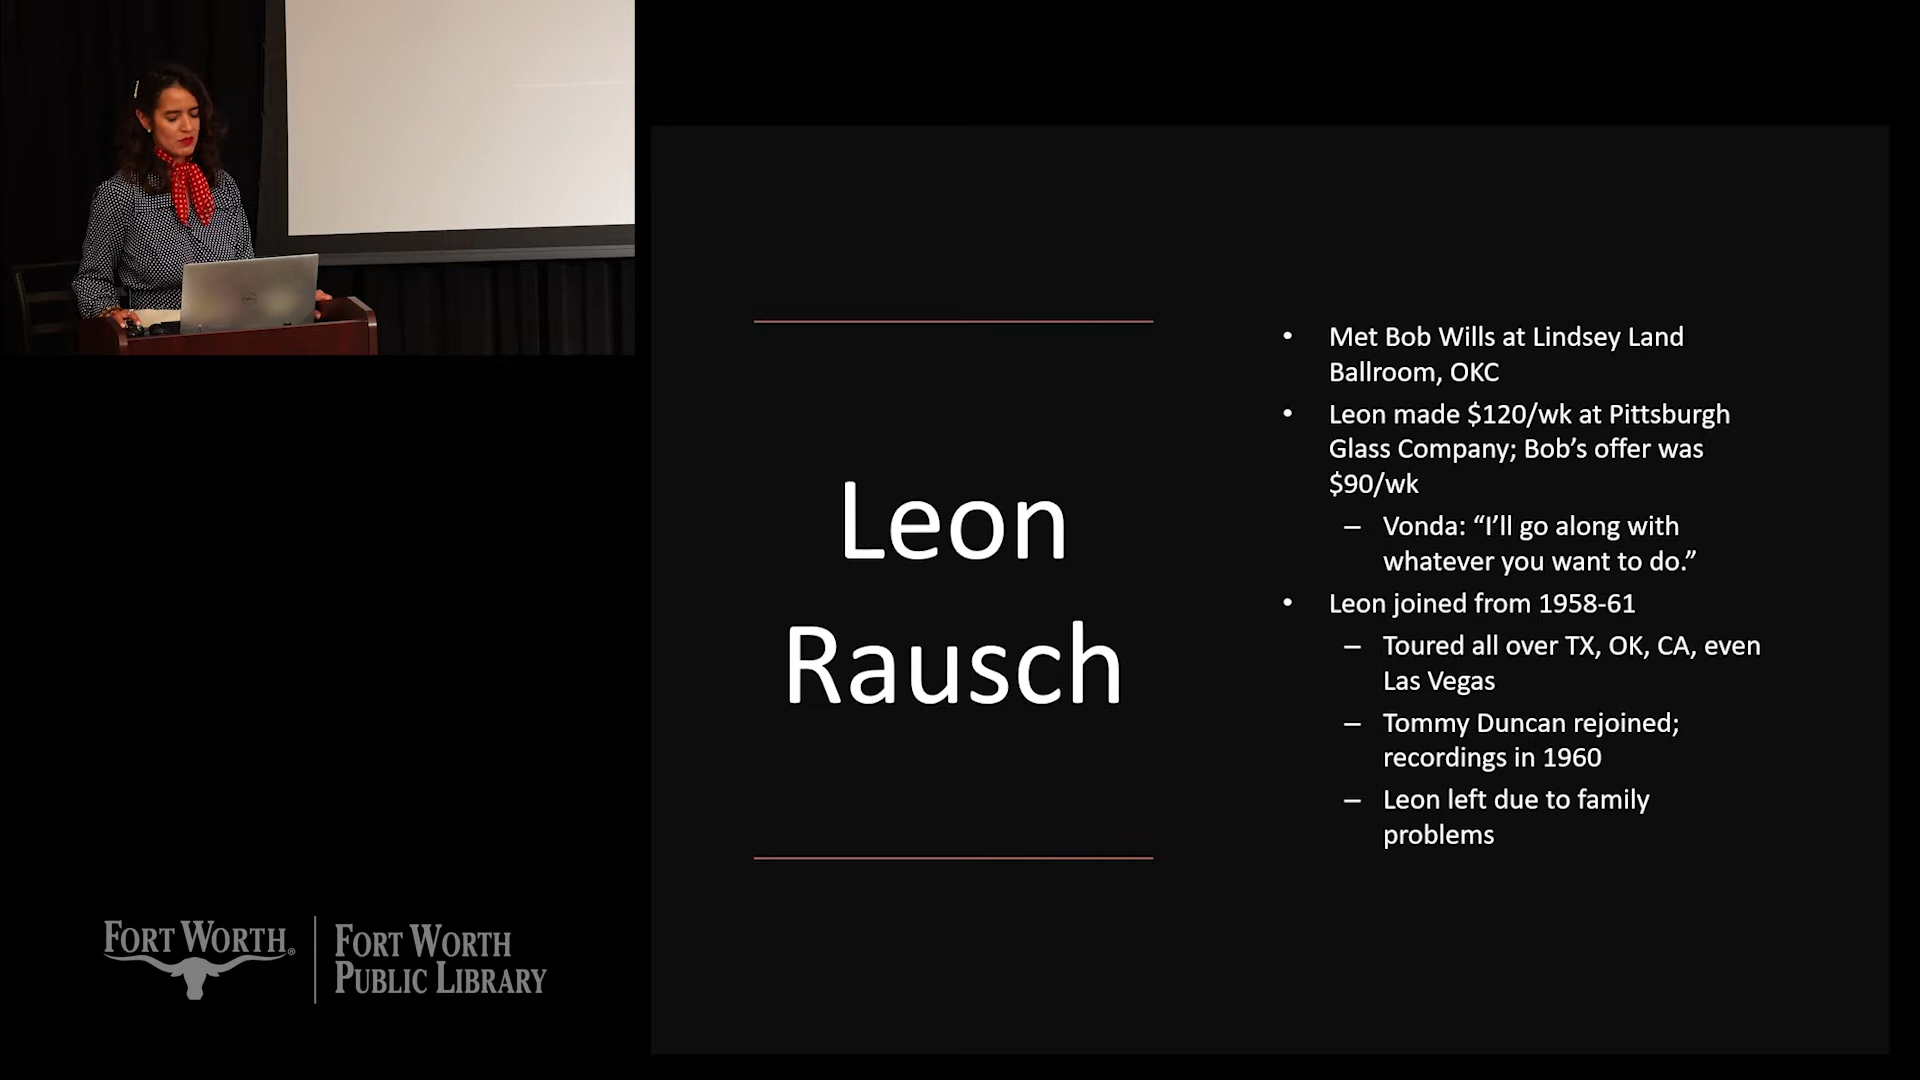 Leon
Rausch
• Met Bob Wills at Lindsey Land
Ballroom, OKC
• Leon made $120/wk at Pittsburgh
Glass Company; Bob’s offer was
$90/wk
– Vonda: “I’ll go along with
whatever you want to do.”
• Leon joined from 1958-61
– Toured all over TX, OK, CA, even
Las Vegas
– Tommy Duncan rejoined;
recordings in 1960
– Leon left due to family
problems
FORT WORTH®
FORT WORTH
PUBLIC LIBRARY